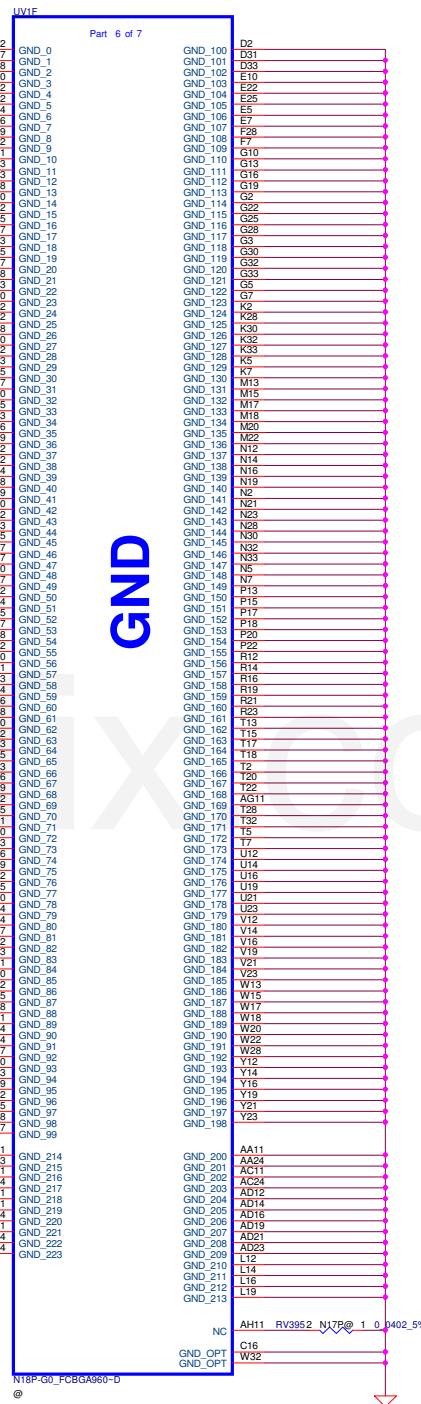 UV1F
Part 6 of 7
GND_0
GND_1
GND_2
GND_3
GND_4
GND_5
GND_6
GND_7
GND_8
GND_9
GND_10
GND_11
GND_12
GND_13
GND_14
GND_15
GND_16
GND_17
GND_18
GND_19
GND_20
GND_21
GND_22
GND_23
GND_24
GND_25
GND_26
GND_27
GND_28
GND_29
GND_30
GND_31
GND_32
GND_33
GND_34
GND_35
GND_36
GND_37
GND_38
GND_39
GND_40
GND_41
GND_42
GND_43
GND_44
GND_45
GND_46
GND_47
GND_48
GND_49
GND_50
GND_51
GND_52
GND_53
GND_54
GND_55
GND_56
GND_57
GND_58
GND_59
GND_60
GND_61
GND_62
GND_63
GND_64
GND_65
GND_66
GND_67
GND_68
GND_69
GND_70
GND_71
GND_72
GND_73
GND_74
GND_75
GND_76
GND_77
GND_78
GND_79
GND_80
GND_81
GND_82
GND_83
GND_84
GND_85
GND_86
GND_87
GND_88
GND_89
GND_90
GND_91
GND_92
GND_93
GND_94
GND_95
GND_96
GND_97
GND_98
GND_99
GND_214
GND_215
GND_216
GND_217
GND_218
GND_219
GND_220
GND_221
GND_222
GND_223
GND
GND_100 D2
GND_101 D31
GND_102 D33
GND_103 E10
GND_104 E22
GND_105 E25
GND_106 E5
GND_107 E7
GND_108 F28
GND_109 F7
GND_110 G10
GND_111 G13
GND_112 G16
GND_113 G19
GND_114 G2
GND_115 G22
GND_116 G25
GND_117 G28
GND_118 G3
GND_119 G30
GND_120 G32
GND_121 G33
GND_122 G5
GND_123 G7
GND_124 K2
GND_125 K28
GND_126 K30
GND_127 K32
GND_128 K33
GND_129 K5
GND_130 K7
GND_131 M13
GND_132 M15
GND_133 M17
GND_134 M18
GND_135 M20
GND_136 M22
GND_137 N12
GND_138 N14
GND_139 N16
GND_140 N19
GND_141 N2
GND_142 N21
GND_143 N23
GND_144 N28
GND_145 N30
GND_146 N32
GND_147 N33
GND_148 N5
GND_149 N7
GND_150 P13
GND_151 P15
GND_152 P17
GND_153 P18
GND_154 P20
GND_155 P22
GND_156 R12
GND_157 R14
GND_158 R16
GND_159 R19
GND_160 R21
GND_161 R23
GND_162 T13
GND_163 T15
GND_164 T17
GND_165 T18
GND_166 T2
GND_167 T20
GND_168 T22
GND_169 AG11
GND_170 T28
GND_171 T32
GND_172 T5
GND_173 T7
GND_174 U12
GND_175 U14
GND_176 U16
GND_177 U19
GND_178 U21
GND_179 U23
GND_180 V12
GND_181 V14
GND_182 V16
GND_183 V19
GND_184 V21
GND_185 V23
GND_186 W13
GND_187 W15
GND_188 W17
GND_189 W18
GND_190 W20
GND_191 W22
GND_192 W28
GND_193 Y12
GND_194 Y14
GND_195 Y16
GND_196 Y19
GND_197 Y21
GND_198 Y23
GND_200 AA11
GND_201 AA24
GND_202 AC11
GND_203 AC24
GND_204 AD12
GND_205 AD14
GND_206 AD16
GND_207 AD19
GND_208 AD21
GND_209 AD23
GND_210 L12
GND_211 L14
GND_212 L16
GND_213 L19
NC AH11 RV395 2 N17P@ 1 0_0402_5%
GND_OPT C16
GND_OPT W32
N18P-G0_FCBGA960~D
@